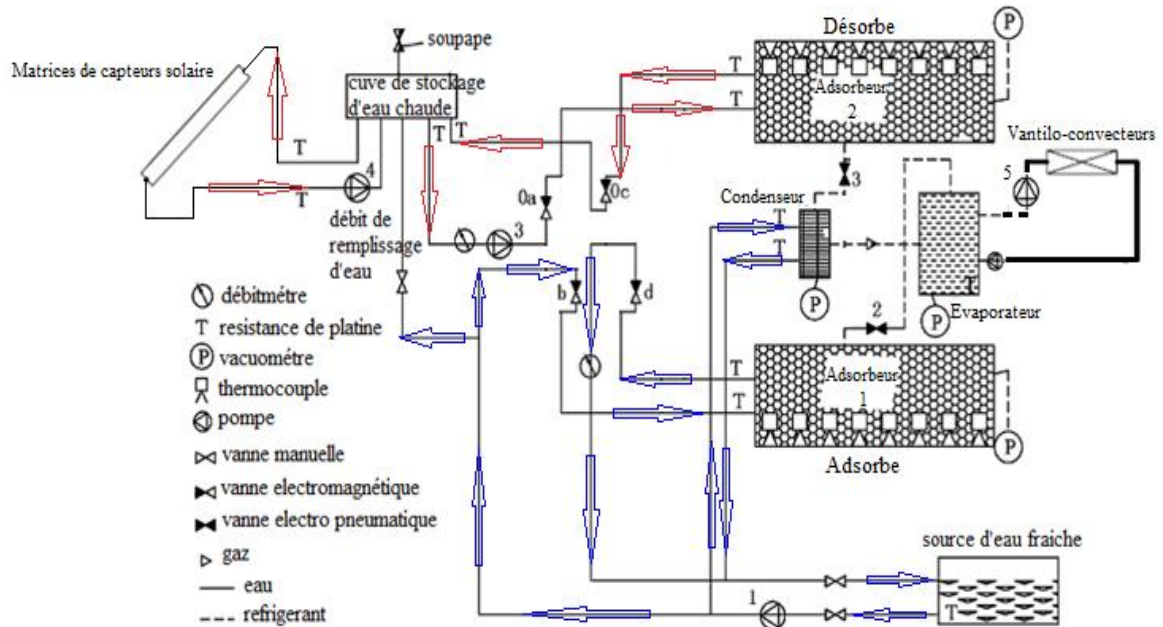 Désorbe
P
soupape
Matrices de capteurs solaire
cuve de stockage
d'eau chaude
T
T
Adsorbeur
2
T
T
T
Vantilo-convecteurs
T
4
0a
0c
3
5
Condenseur
débit de
remplissage
d'eau
3
T
T
b
d
T
2
P
P
Evaporateur
débitmétre
T resistance de platine
P vacuométre
thermocouple
pompe
vanne manuelle
vanne electromagnétique
vanne electro pneumatique
gaz
eau
refrigerant
T
T
Adsorbeur
1
P
Adsorbe
source d'eau fraiche
1
T